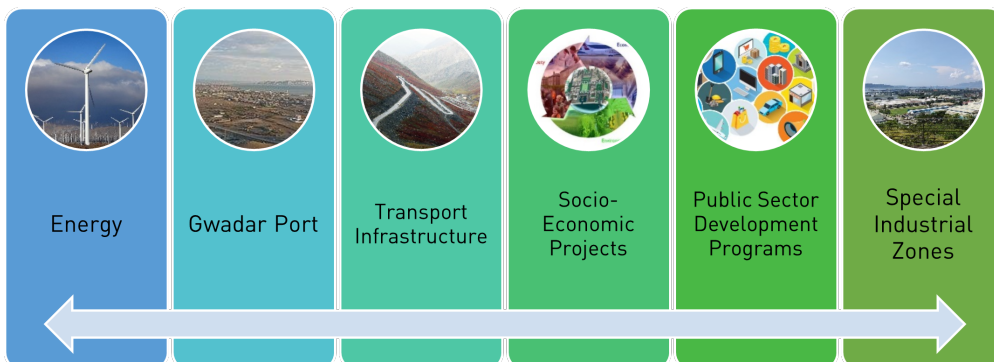 Energy
Gwadar Port
Transport
Infrastructure
Socio-
Economic
Projects
Public Sector
Development
Programs
Special
Industrial
Zones